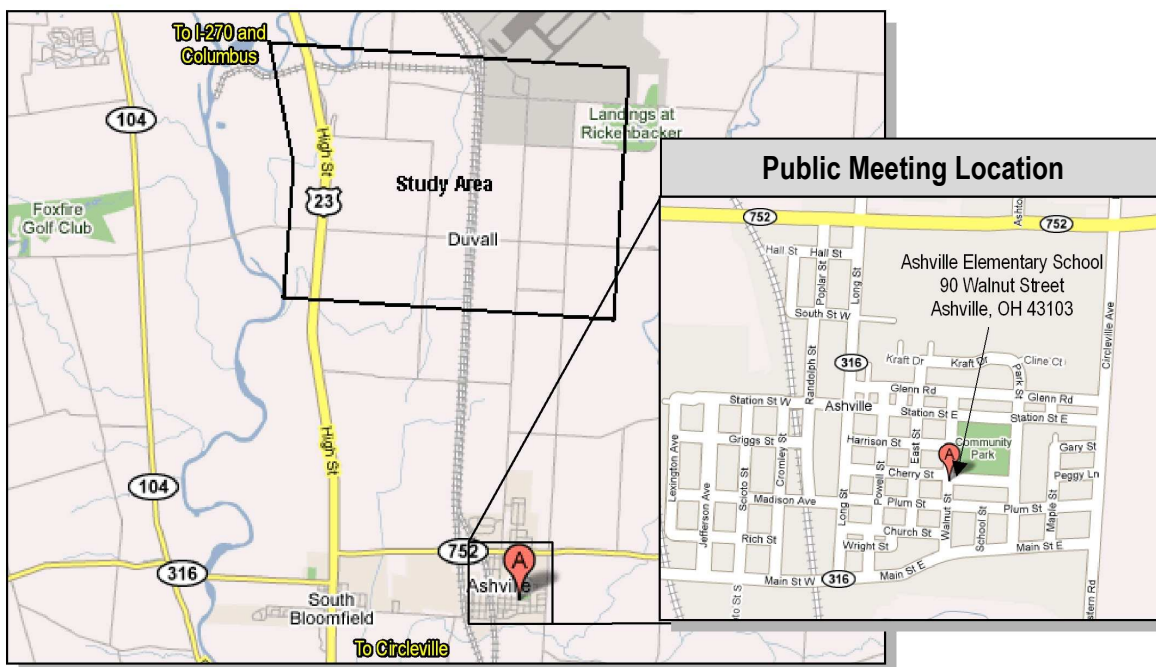 To I-270 and
Columbus
104
High St
Landings at
Rickenbacker
Study Area
23
Foxfire
Golf Club
Duvall
High St
104
752
316
Ashville
A
South
Bloomfield
To Circleville
Public Meeting Location
752
752
Hall St
Hall St
Poplar St
Long St
Ashville Elementary School
90 Walnut Street
Ashville, OH 43103
South St W
Circleville Ave
316
Randolph St
Kraft Dr
Kraft Ct
Cline Ct
Park St
Glenn Rd
Glenn Rd
Station St W
Ashville
Station St E
Station St E
Lexington Ave
Jefferson Ave
Scioto St
Griggs St
Cromley St
Harrison St
East St
Community
Park
Gary St
A
Cherry St
Peggy Ln
Powell St
Long St
Madison Ave
Plum St
Walnut St
School St
Plum St
Maple St
Church St
Rich St
Wright St
Main St E
Main St W
316
Main St E
oto St S
stern Rd